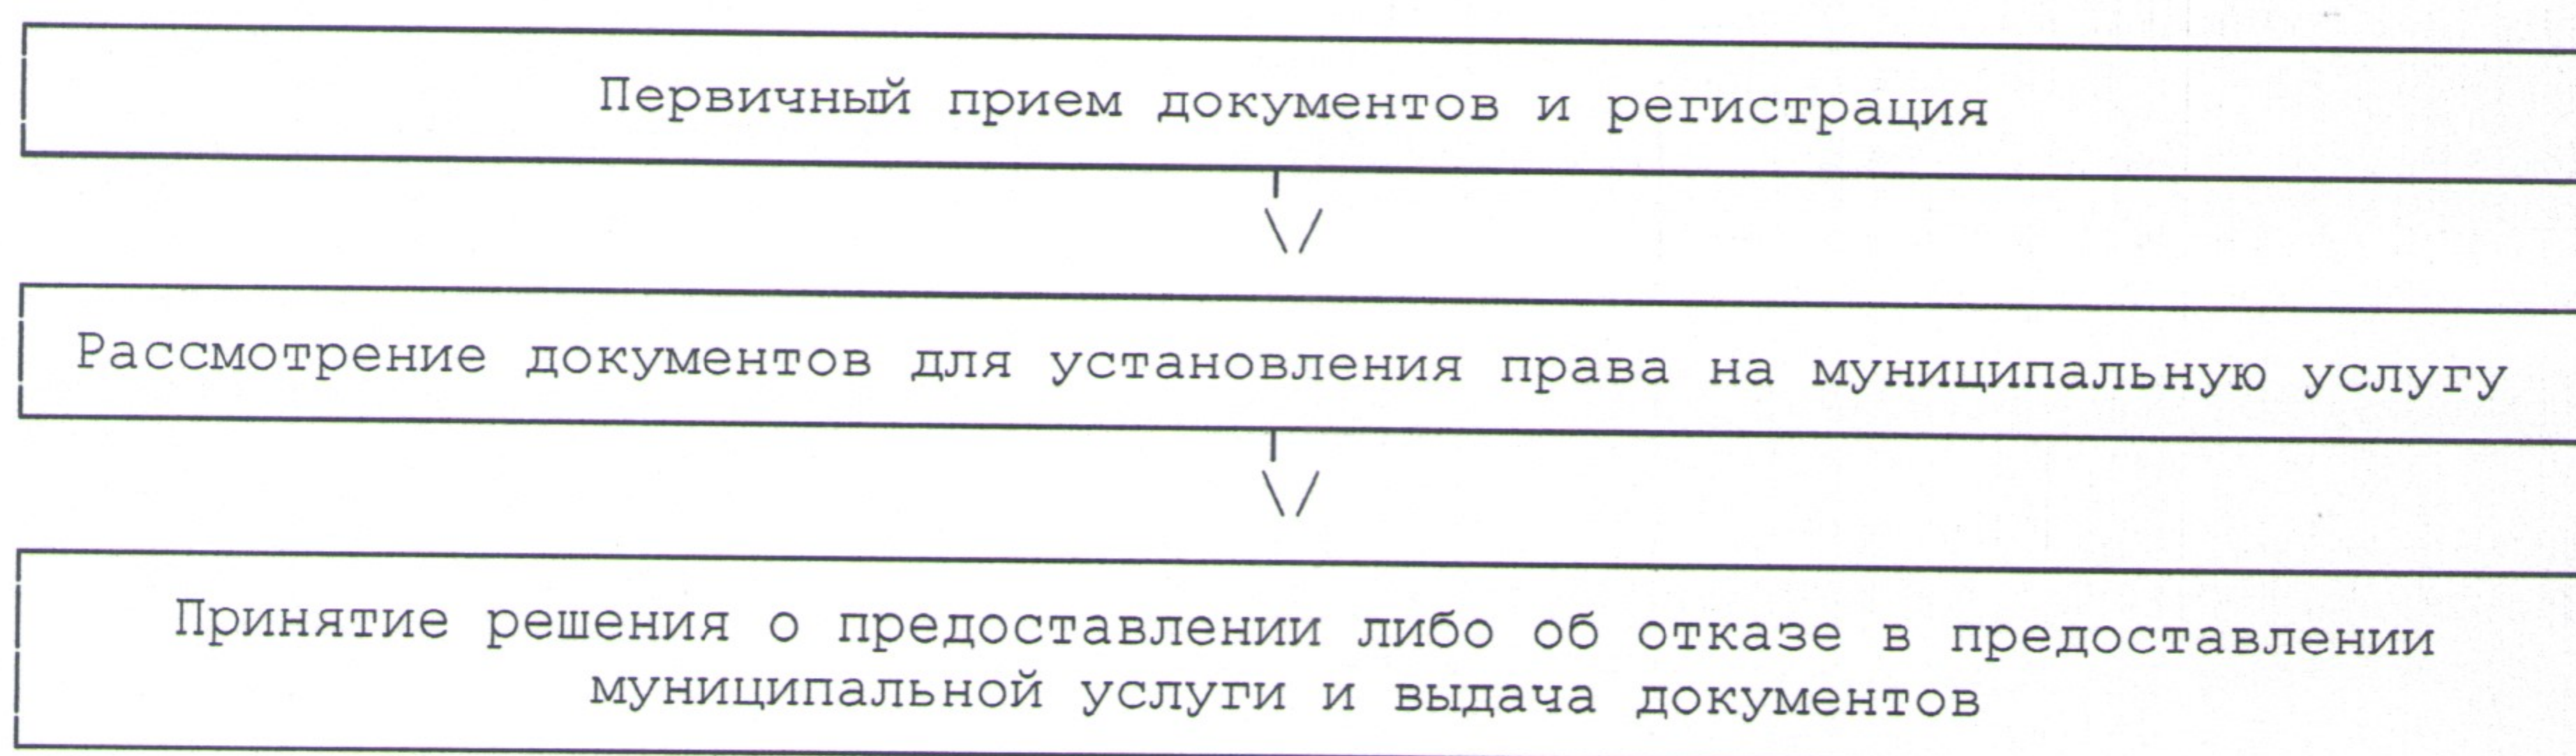 Первичный прием документов и регистрация
Рассмотрение документов для установления права на муниципальную услугу
Принятие решения о предоставлении либо об отказе в предоставлении
муниципальной услуги и выдача документов